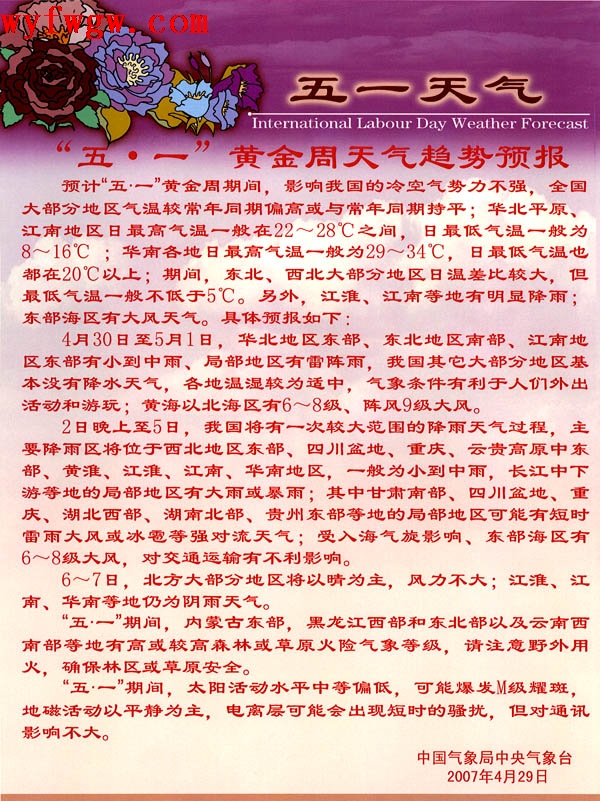 www.wyfwgw.com
五一天气
International Labour Day Weather Forecast
“五·一”黄金周天气趋势预报
预计“五·一”黄金周期间，影响我国的冷空气势力不强，全国
大部分地区气温较常年同期偏高或与常年同期持平；华北平原、
江南地区日最高气温一般在22～28℃之间，日最低气温一般为
8～16℃；华南各地日最高气温一般为29～34℃，日最低气温也
都在20℃以上；期间，东北、西北大部分地区日温差比较大，但
最低气温一般不低于5℃。另外，江淮、江南等地有明显降雨；
东部海区有大风天气。具体预报如下：
4月30日至5月1日，华北地区东部、东北地区南部、江南地
区东部有小到中雨、局部地区有雷阵雨，我国其它大部分地区基
本没有降水天气，各地温湿较为适中，气象条件有利于人们外出
活动和游玩；黄海以北海区有6～8级、阵风9级大风。
2日晚上至5日，我国将有一次较大范围的降雨天气过程，主
要降雨区将位于西北地区东部、四川盆地、重庆、云贵高原中东
部、黄淮、江淮、江南、华南地区，一般为小到中雨，长江中下
游等地的局部地区有大雨或暴雨；其中甘肃南部、四川盆地、重
庆、湖北西部、湖南北部、贵州东部等地的局部地区可能有短时
雷雨大风或冰雹等强对流天气；受入海气旋影响、东部海区有
6～8级大风，对交通运输有不利影响。
6～7日，北方大部分地区将以晴为主，风力不大；江淮、江
南、华南等地仍为阴雨天气。
“五·一”期间，内蒙古东部，黑龙江西部和东北部以及云南西
南部等地有高或较高森林或草原火险气象等级，请注意野外用
火，确保林区或草原安全。
“五·一”期间，太阳活动水平中等偏低，可能爆发M级耀斑，
地磁活动以平静为主，电离层可能会出现短时的骚扰，但对通讯
影响不大。
中国气象局中央气象台
2007年4月29日